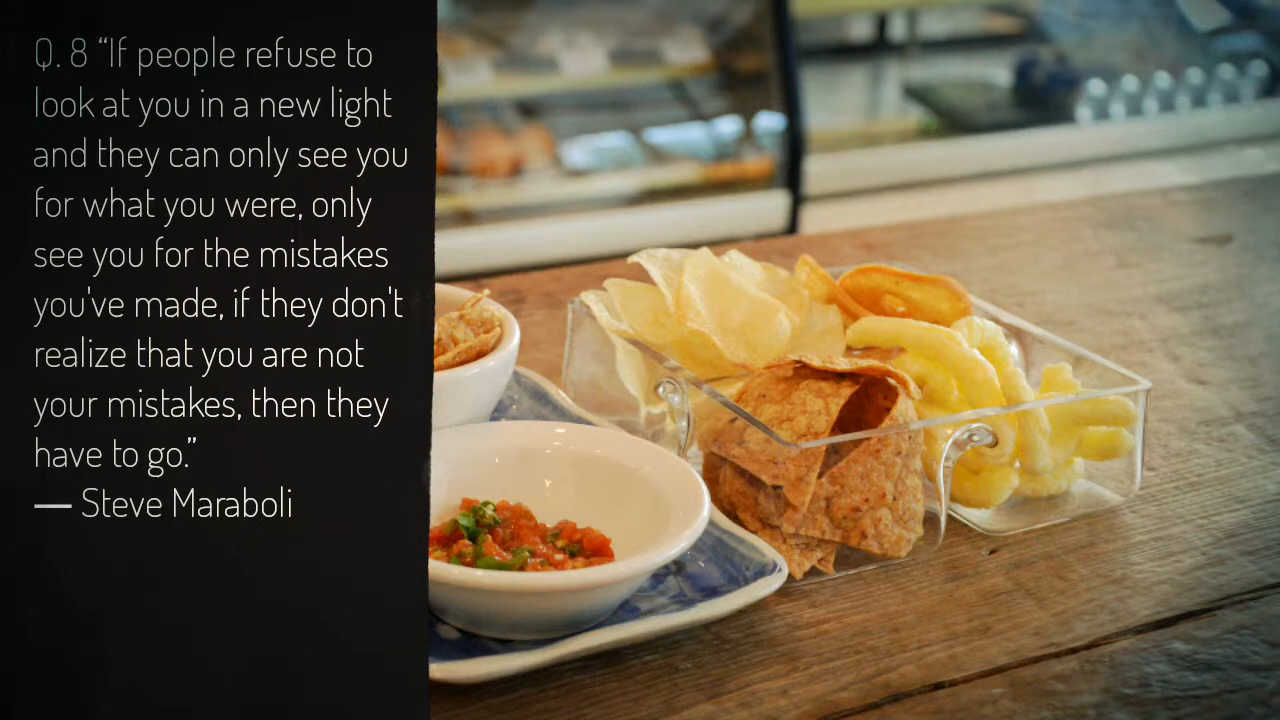 Q. 8 “If people refuse to
look at you in a new light
and they can only see you
for what you were, only
see you for the mistakes
you've made, if they don't
realize that you are not
your mistakes, then they
have to go.”
― Steve Maraboli